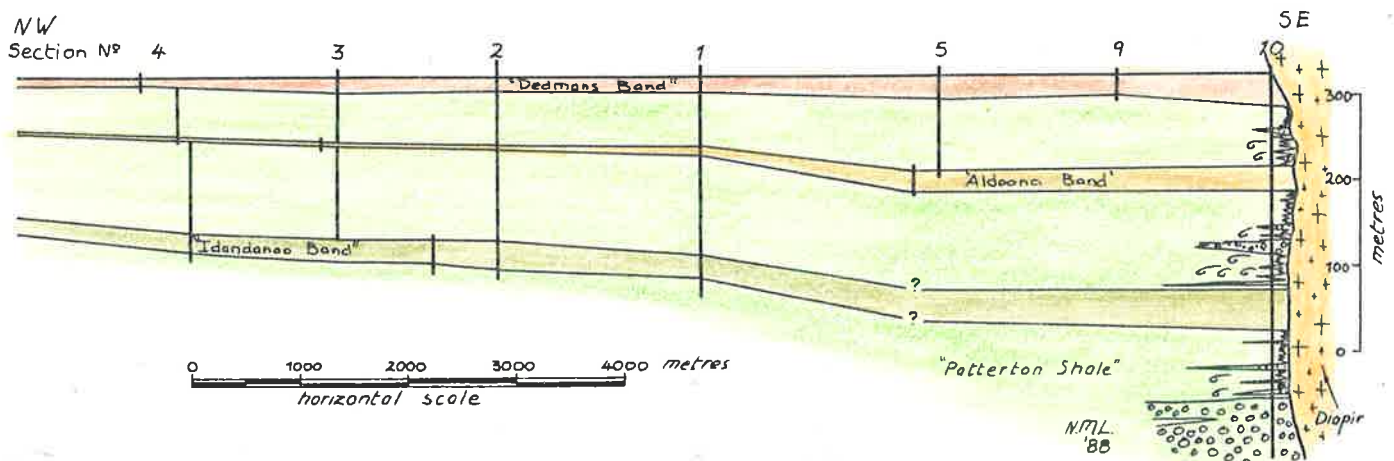 NW
SE
Section Nº 4 3 2 1 5 9 10
"Dedmans Band"
300
'Aldoona Band'
200
"Idandanoo Band"
metres
?
100
?
0 1000 2000 3000 4000 metres
horizontal scale
"Patterton Shale"
0
Diapir
N.M.L.
'88